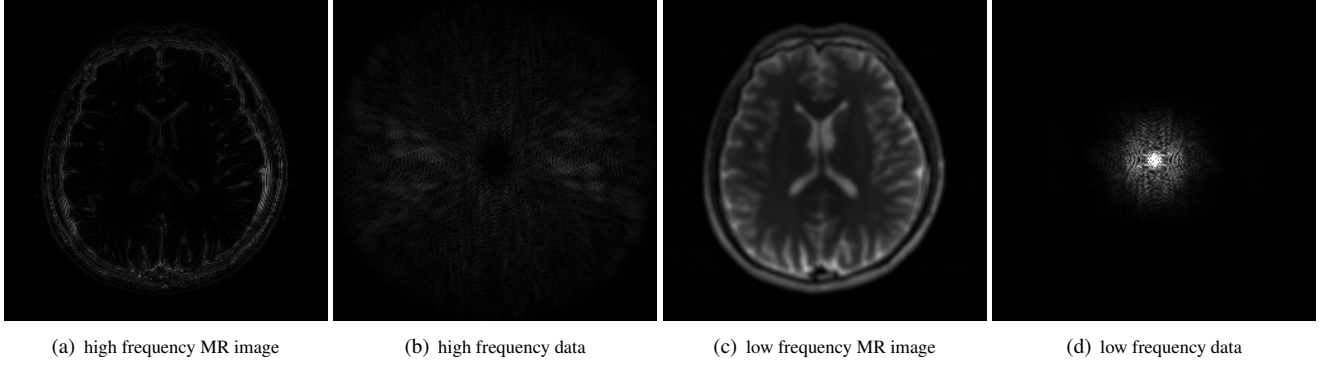 (a) high frequency MR image
(b) high frequency data
(c) low frequency MR image
(d) low frequency data